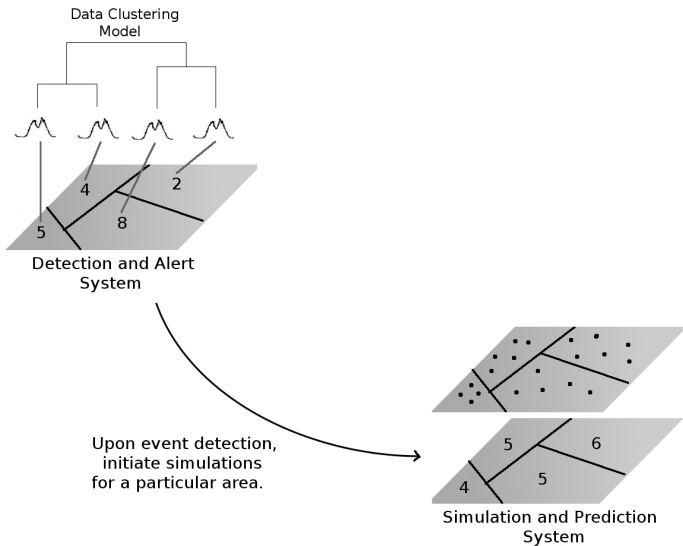 Data Clustering
Model
4
2
8
5
Detection and Alert
System
Upon event detection,
initiate simulations
for a particular area.
5
6
5
4
Simulation and Prediction
System